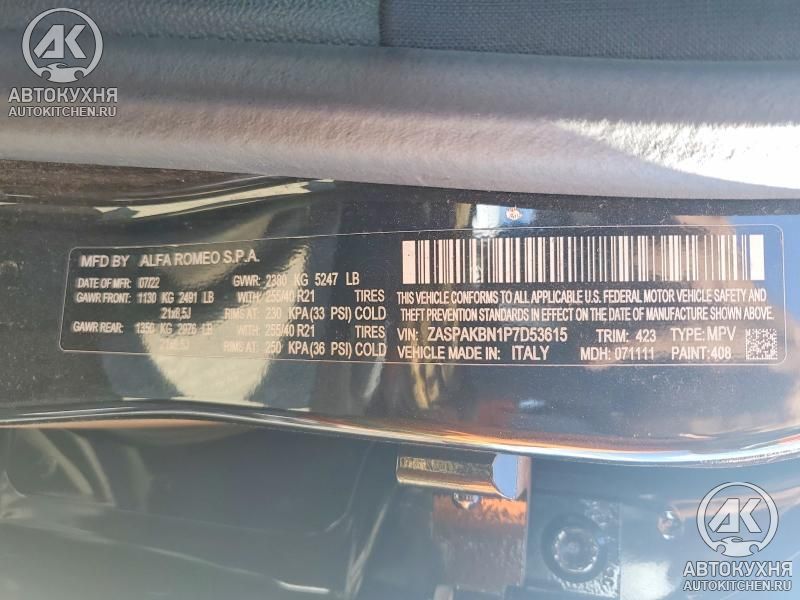 АК
АВТОКУХНЯ
AUTOKITCHEN.RU
MFD BY ALFA ROMEO S.P.A.
DATE OF MFR: 07/22 GVWR: 2380 KG 5247 LB
GAWR FRONT: 1130 KG 2491 LB WITH: 255/40 R21 TIRES
21x8,5J RIMS AT: 230 KPA (33 PSI) COLD
GAWR REAR: 1350 KG 2976 LB WITH: 255/40 R21 TIRES
21x8,5J RIMS AT: 250 KPA (36 PSI) COLD
THIS VEHICLE CONFORMS TO ALL APPLICABLE U.S. FEDERAL MOTOR VEHICLE SAFETY AND
THEFT PREVENTION STANDARDS IN EFFECT ON THE DATE OF MANUFACTURE SHOWN ABOVE.
VIN: ZASPAKBN1P7D53615 TRIM: 423 TYPE: MPV
VEHICLE MADE IN: ITALY MDH: 071111 PAINT: 408
АК
АВТОКУХНЯ
AUTOKITCHEN.RU